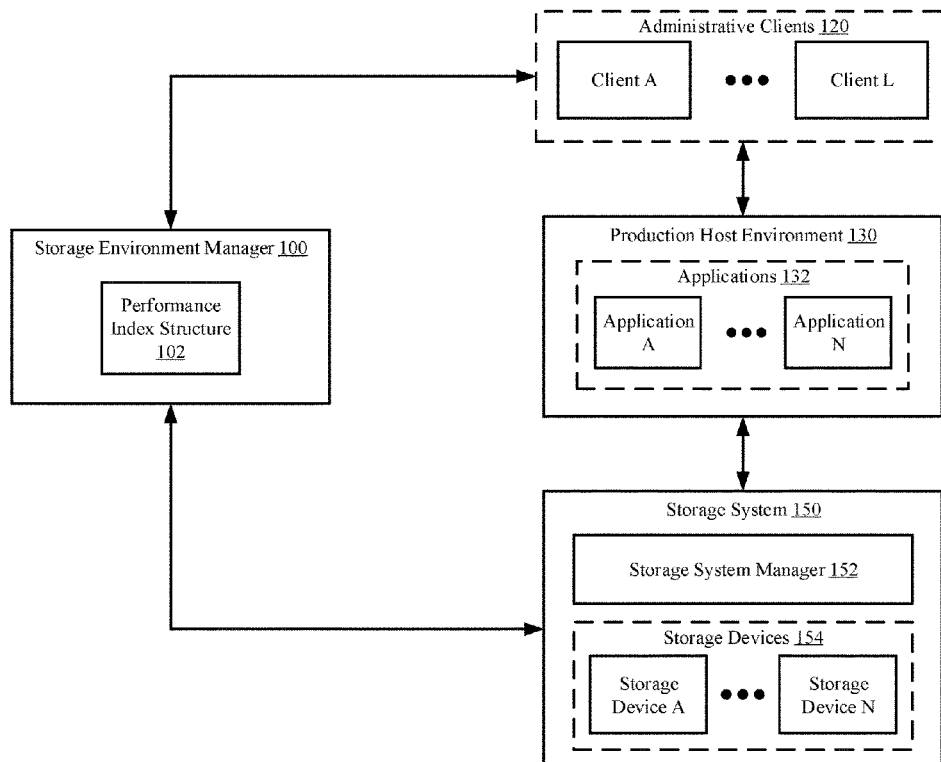 Administrative Clients 120
Client A
Client L
Storage Environment Manager 100
Performance
Index Structure
102
Production Host Environment 130
Applications 132
Application
A
Application
N
Storage System 150
Storage System Manager 152
Storage Devices 154
Storage
Device A
Storage
Device N